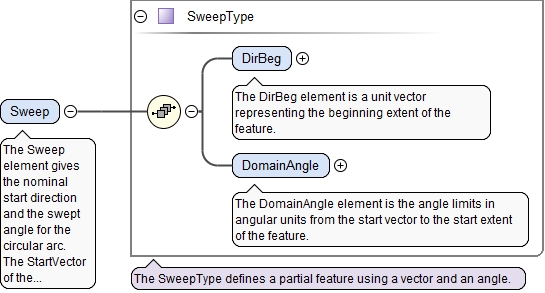 SweepType
DirBeg
The DirBeg element is a unit vector
representing the beginning extent of the
feature.
Sweep
The Sweep
element gives
the nominal
start direction
and the swept
angle for the
circular arc.
The StartVector
of the...
DomainAngle
The DomainAngle element is the angle limits in
angular units from the start vector to the start extent
of the feature.
The SweepType defines a partial feature using a vector and an angle.